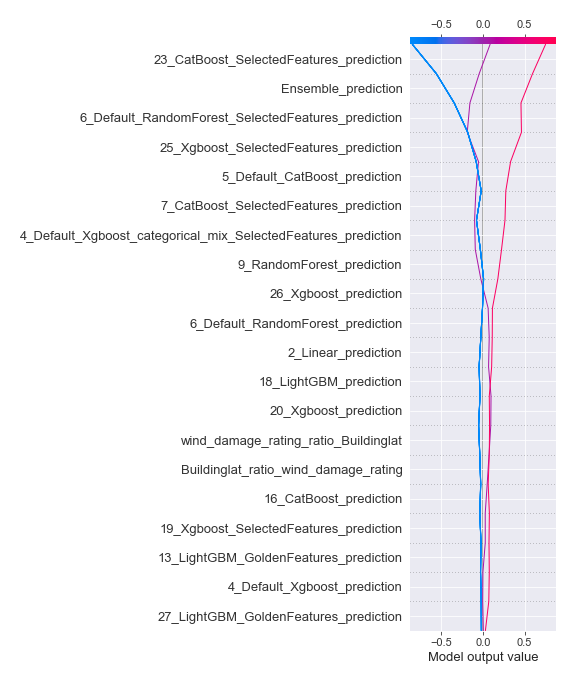 −0.5 0.0 0.5
23_CatBoost_SelectedFeatures_prediction
Ensemble_prediction
6_Default_RandomForest_SelectedFeatures_prediction
25_Xgboost_SelectedFeatures_prediction
5_Default_CatBoost_prediction
7_CatBoost_SelectedFeatures_prediction
4_Default_Xgboost_categorical_mix_SelectedFeatures_prediction
9_RandomForest_prediction
26_Xgboost_prediction
6_Default_RandomForest_prediction
2_Linear_prediction
18_LightGBM_prediction
20_Xgboost_prediction
wind_damage_rating_ratio_Buildinglat
Buildinglat_ratio_wind_damage_rating
16_CatBoost_prediction
19_Xgboost_SelectedFeatures_prediction
13_LightGBM_GoldenFeatures_prediction
4_Default_Xgboost_prediction
27_LightGBM_GoldenFeatures_prediction
−0.5 0.0 0.5
Model output value